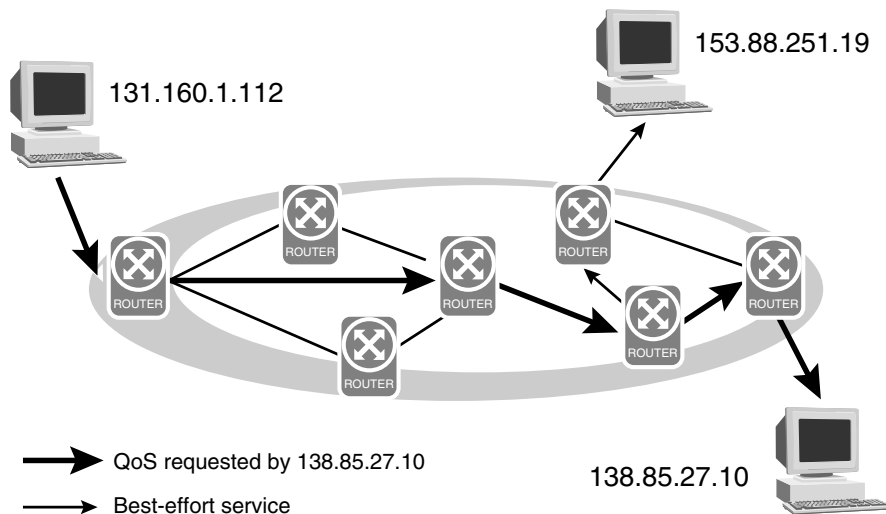 153.88.251.19
131.160.1.112
ROUTER
ROUTER
ROUTER
ROUTER
ROUTER
ROUTER
ROUTER
QoS requested by 138.85.27.10
138.85.27.10
Best-effort service